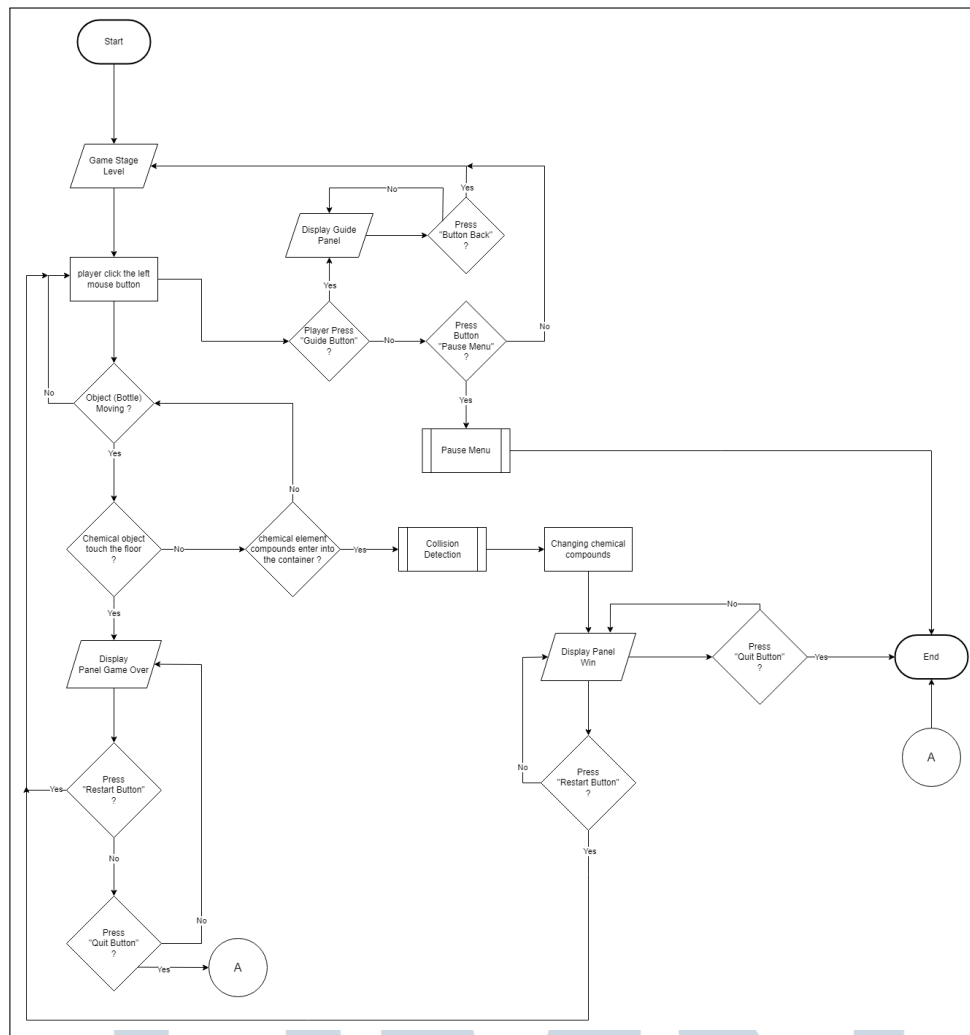 Start
Game Stage
Level
No
Yes
Display Guide
Panel
Press
"Button Back"
?
player click the left
mouse button
Yes
Player Press
"Guide Button"
?
No
Press
Button
"Pause Menu"
?
No
No
Object (Bottle)
Moving ?
Yes
Yes
Pause Menu
No
Chemical object
touch the floor
?
No
chemical element
compounds enter into
the container ?
Yes
Collision
Detection
Changing chemical
compounds
Yes
No
Display
Panel Game Over
Display Panel
Win
Press
"Quit Button"
?
Yes
End
Press
"Restart Button"
?
Yes
No
Press
"Restart Button"
?
A
No
Yes
Press
"Quit Button"
?
No
Yes
A